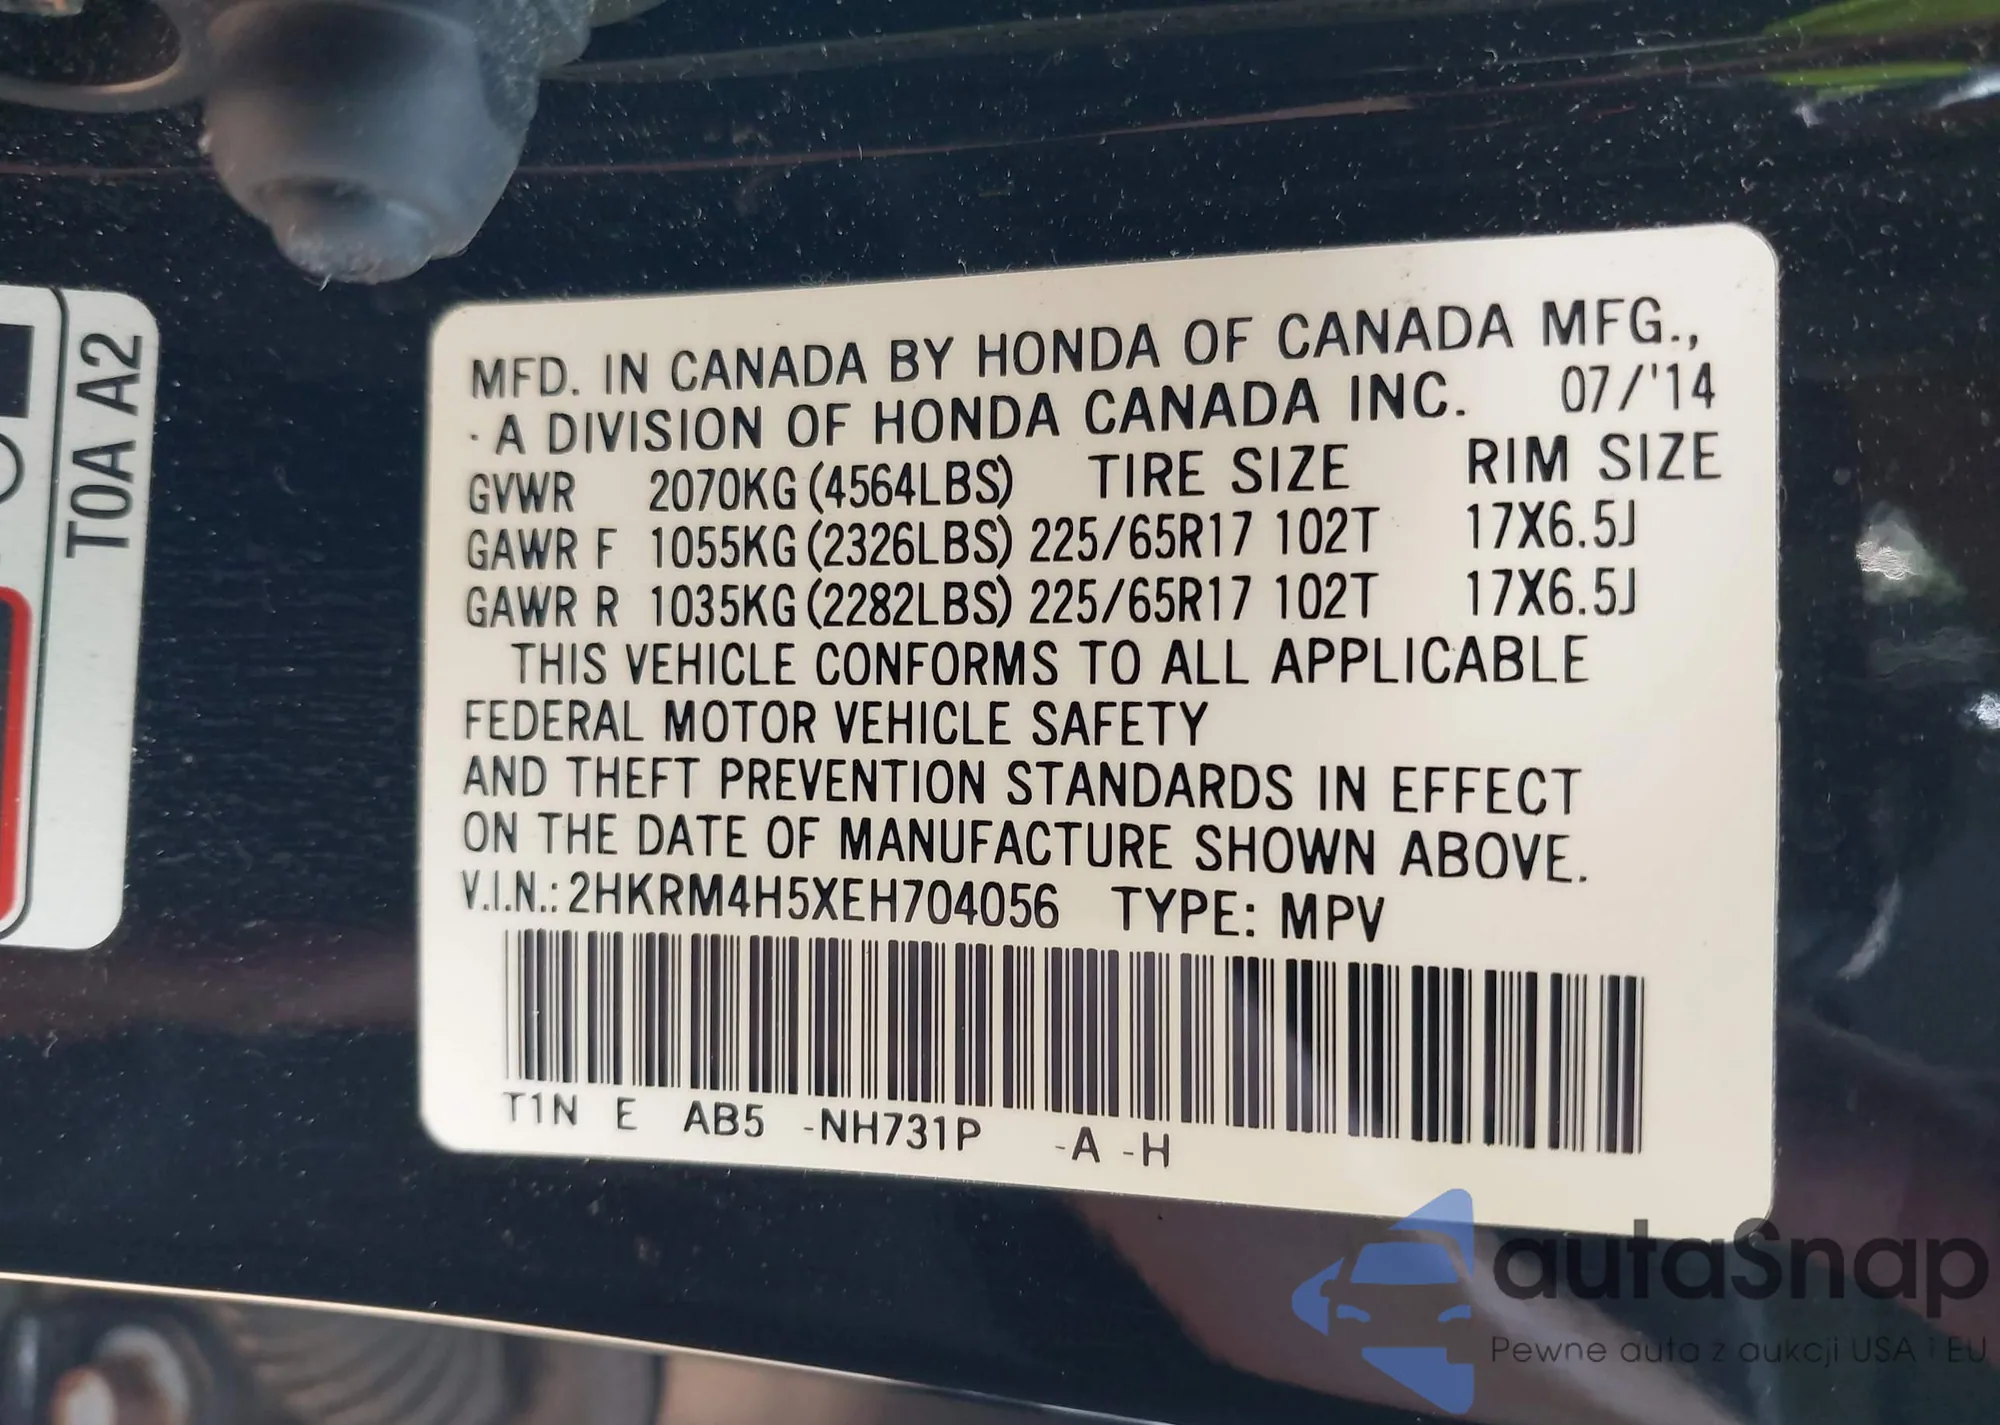 T0A A2
MFD. IN CANADA BY HONDA OF CANADA MFG.,
A DIVISION OF HONDA CANADA INC. 07/'14
GVWR 2070KG (4564LBS) TIRE SIZE RIM SIZE
GAWR F 1055KG (2326LBS) 225/65R17 102T 17X6.5J
GAWR R 1035KG (2282LBS) 225/65R17 102T 17X6.5J
THIS VEHICLE CONFORMS TO ALL APPLICABLE
FEDERAL MOTOR VEHICLE SAFETY
AND THEFT PREVENTION STANDARDS IN EFFECT
ON THE DATE OF MANUFACTURE SHOWN ABOVE.
V.I.N.: 2HKRM4H5XEH704056 TYPE: MPV
T1N E AB5 -NH731P -A -H
autaSnap
Pewne auta z aukcji USA i EU